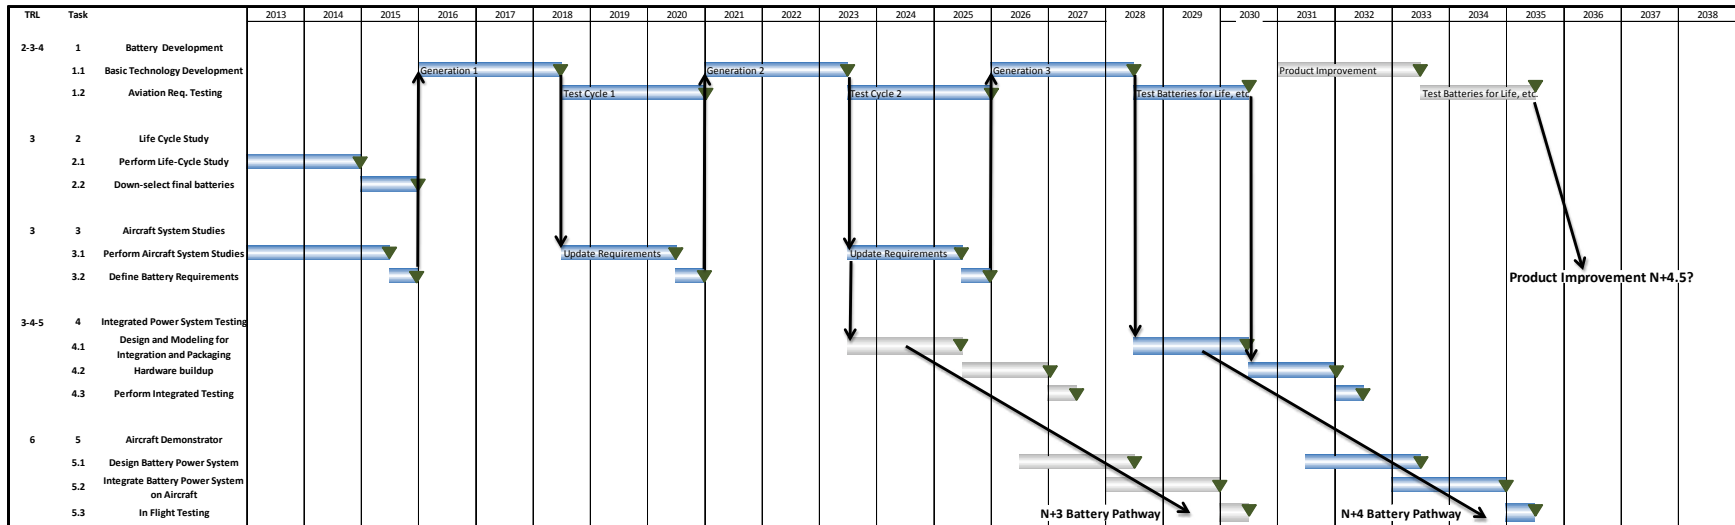 TRL Task 2013 2014 2015 2016 2017 2018 2019 2020 2021 2022 2023 2024 2025 2026 2027 2028 2029 2030 2031 2032 2033 2034 2035 2036 2037 2038
2-3-4 1 Battery Development
1.1 Basic Technology Development Generation 1 Generation 2 Generation 3 Product Improvement
1.2 Aviation Req. Testing Test Cycle 1 Test Cycle 2 Test Batteries for Life, etc. Test Batteries for Life, etc.
3 2 Life Cycle Study
2.1 Perform Life-Cycle Study
2.2 Down-select final batteries
3 3 Aircraft System Studies
3.1 Perform Aircraft System Studies Update Requirements Update Requirements
3.2 Define Battery Requirements Product Improvement N+4.5?
3-4-5 4 Integrated Power System Testing
4.1 Design and Modeling for
Integration and Packaging
4.2 Hardware buildup
4.3 Perform Integrated Testing
6 5 Aircraft Demonstrator
5.1 Design Battery Power System
5.2 Integrate Battery Power System
on Aircraft
5.3 In Flight Testing N+3 Battery Pathway N+4 Battery Pathway